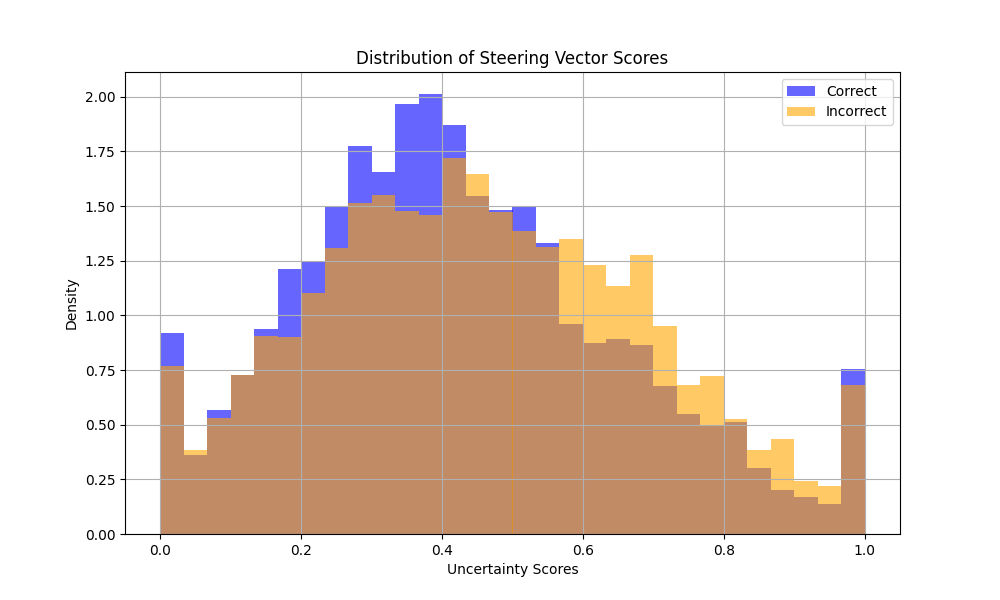 Distribution of Steering Vector Scores
Correct
Incorrect
2.00
1.75
1.50
1.25
1.00
0.75
0.50
0.25
0.00
Density
0.0 0.2 0.4 0.6 0.8 1.0
Uncertainty Scores